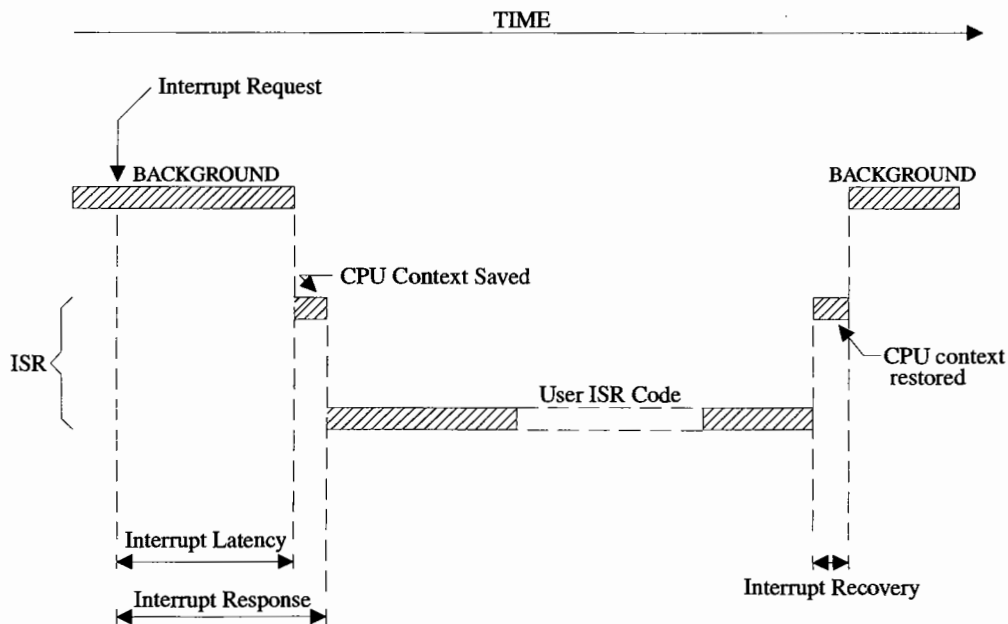 TIME
Interrupt Request
BACKGROUND
BACKGROUND
CPU Context Saved
ISR
CPU context
restored
User ISR Code
Interrupt Latency
Interrupt Recovery
Interrupt Response